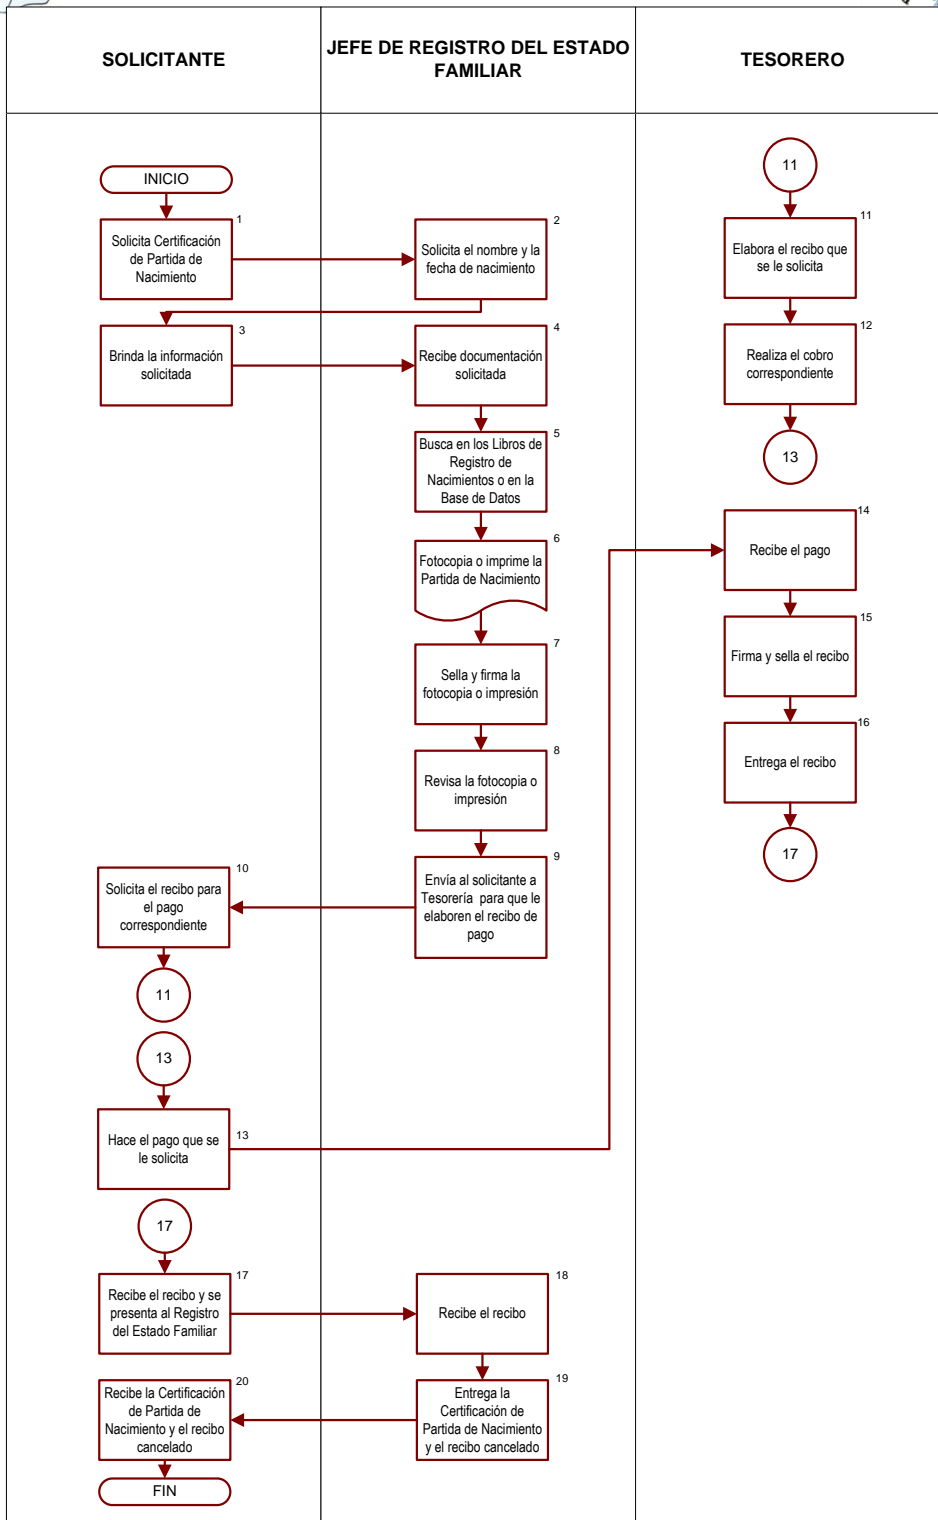 SOLICITANTE
JEFE DE REGISTRO DEL ESTADO
FAMILIAR
TESORERO
INICIO
1
Solicita Certificación
de Partida de
Nacimiento
2
Solicita el nombre y la
fecha de nacimiento
3
Brinda la información
solicitada
4
Recibe documentación
solicitada
5
Busca en los Libros de
Registro de
Nacimientos o en la
Base de Datos
6
Fotocopia o imprime la
Partida de Nacimiento
7
Sella y firma la
fotocopia o impresión
8
Revisa la fotocopia o
impresión
9
Envía al solicitante a
Tesorería para que le
elaboren el recibo de
pago
10
Solicita el recibo para
el pago
correspondiente
11
11
11
Elabora el recibo que
se le solicita
12
Realiza el cobro
correspondiente
13
13
13
Hace el pago que se
le solicita
14
Recibe el pago
15
Firma y sella el recibo
16
Entrega el recibo
17
17
17
Recibe el recibo y se
presenta al Registro
del Estado Familiar
18
Recibe el recibo
19
Entrega la
Certificación de
Partida de Nacimiento
y el recibo cancelado
20
Recibe la Certificación
de Partida de
Nacimiento y el recibo
cancelado
FIN